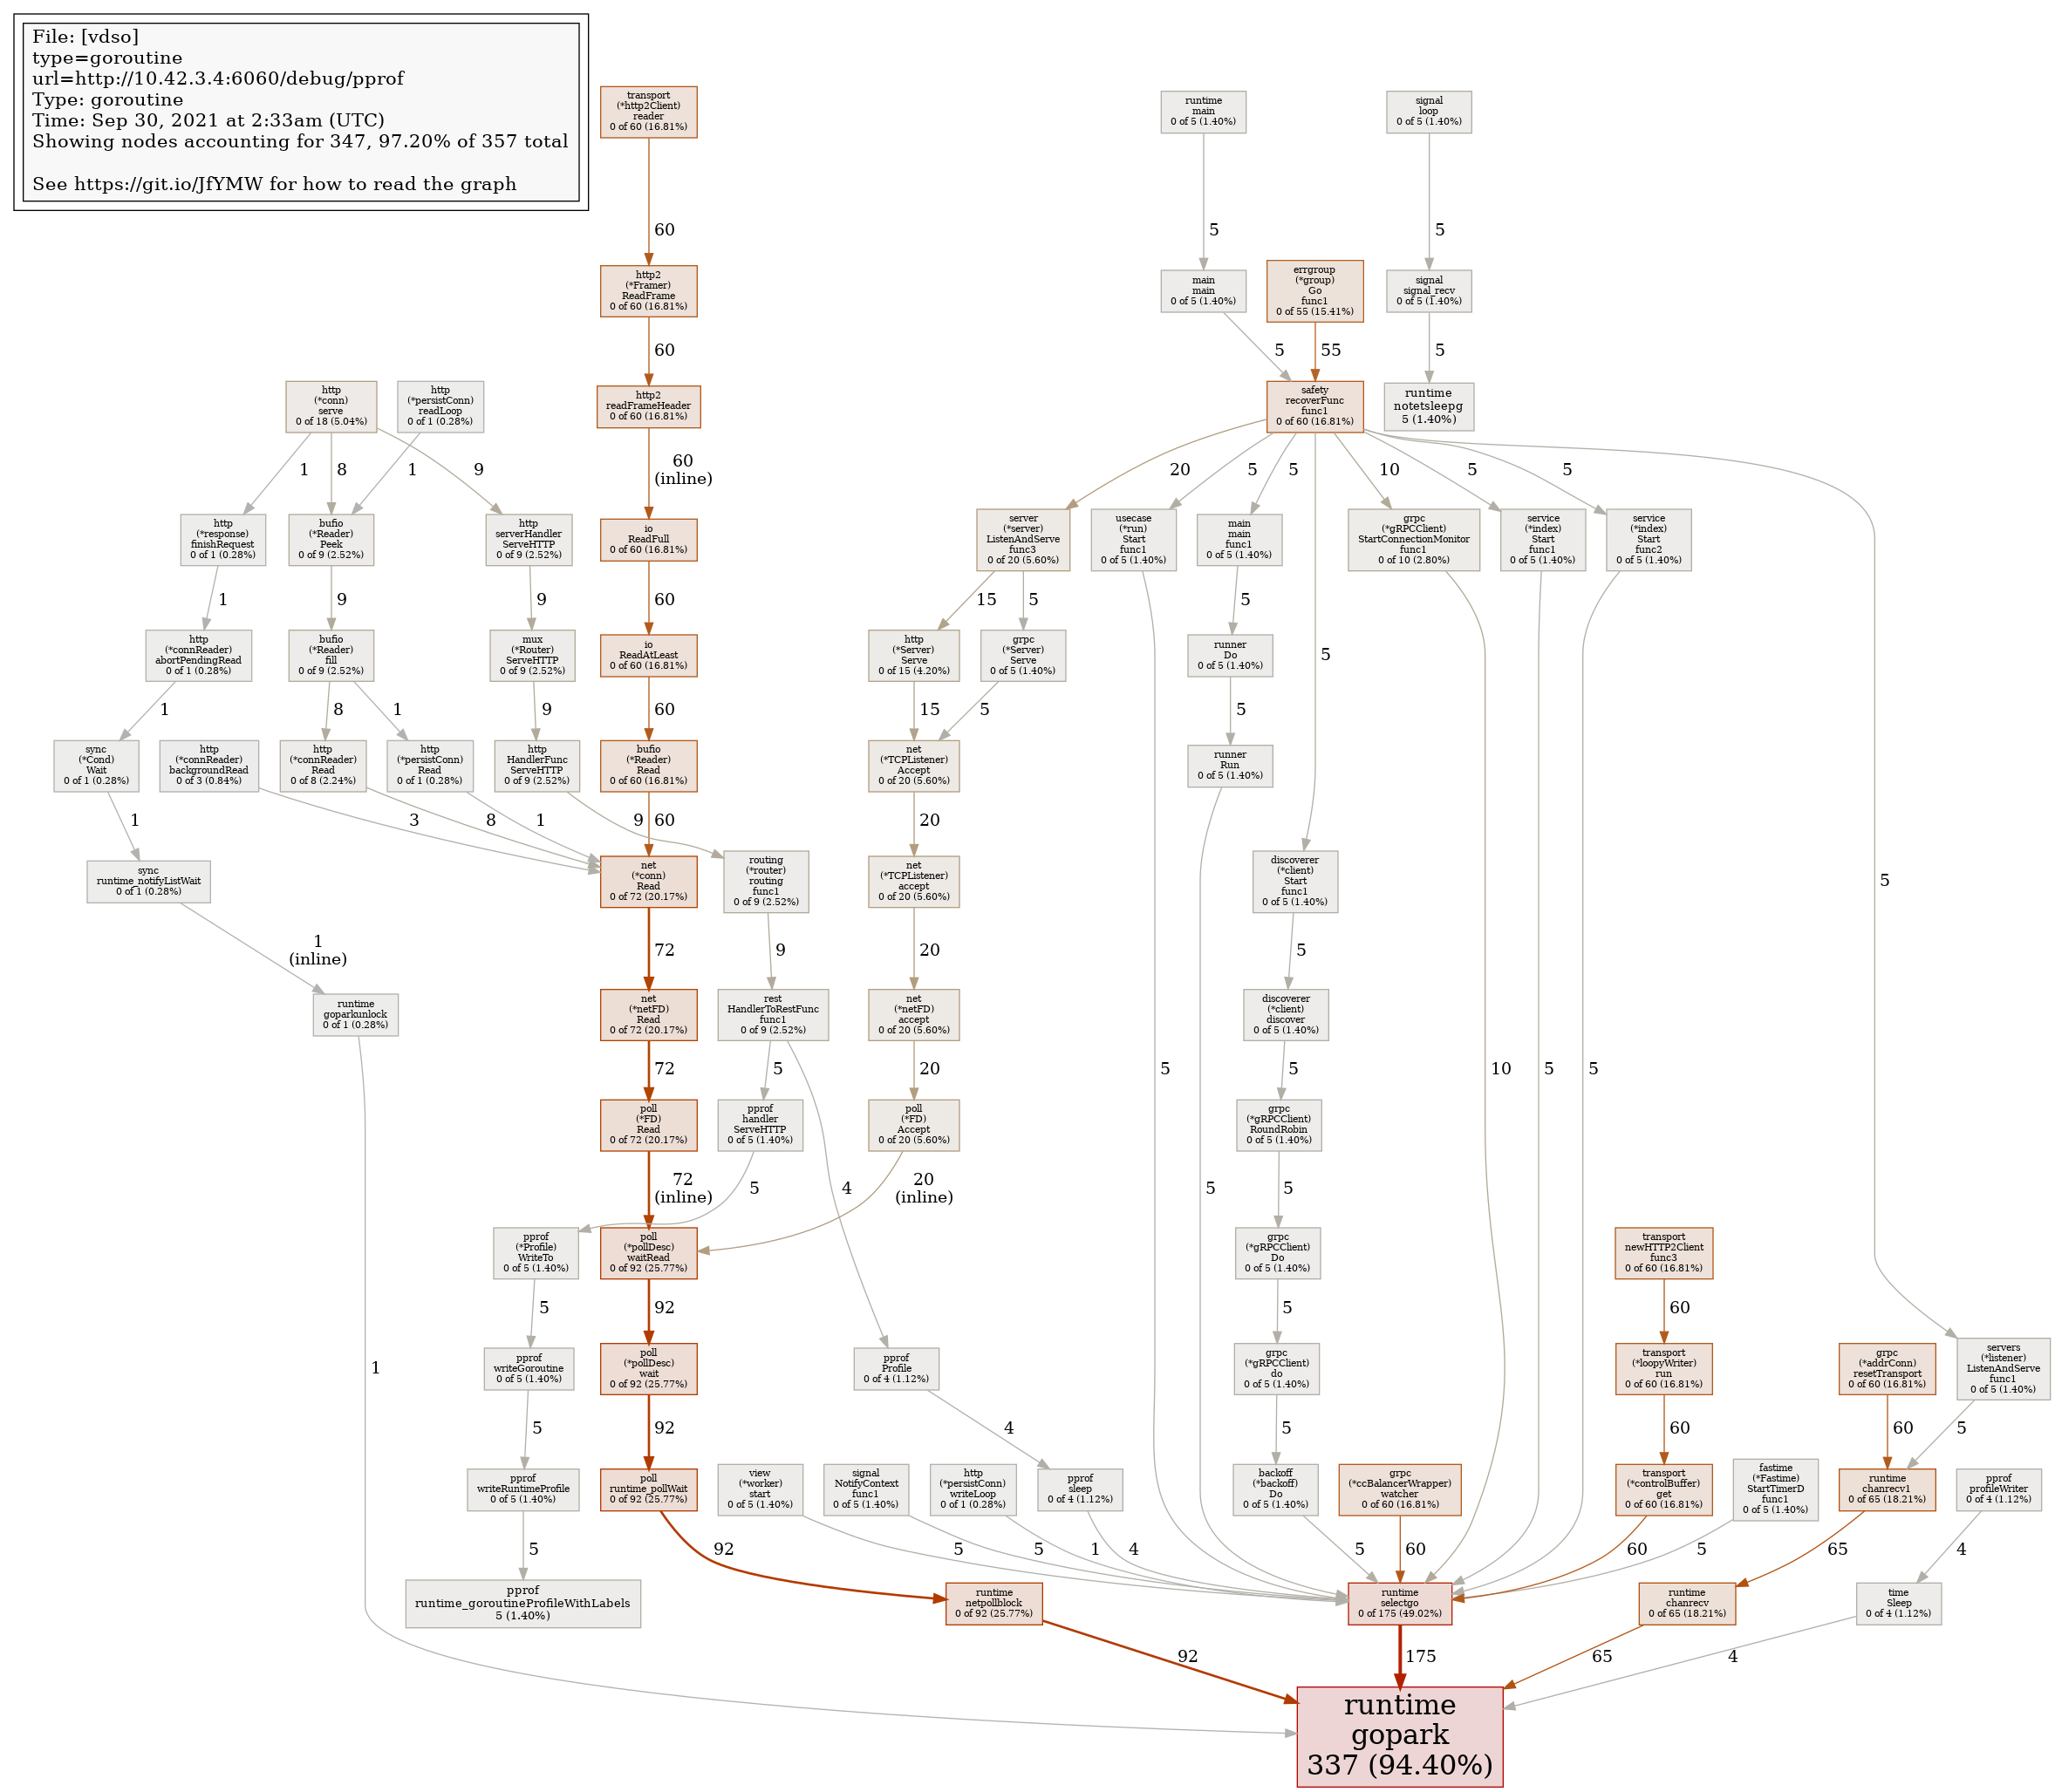 File: [vdso]
type=goroutine
url=http://10.42.3.4:6060/debug/pprof
Type: goroutine
Time: Sep 30, 2021 at 2:33am (UTC)
Showing nodes accounting for 347, 97.20% of 357 total
See https://git.io/JfYMW for how to read the graph
transport
(*http2Client)
reader
0 of 60 (16.81%)
runtime
main
0 of 5 (1.40%)
signal
loop
0 of 5 (1.40%)
60
5
5
http2
(*Framer)
ReadFrame
0 of 60 (16.81%)
main
main
0 of 5 (1.40%)
errgroup
(*group)
Go
func1
0 of 55 (15.41%)
signal
signal_recv
0 of 5 (1.40%)
60
5
55
5
http
(*conn)
serve
0 of 18 (5.04%)
http
(*persistConn)
readLoop
0 of 1 (0.28%)
http2
readFrameHeader
0 of 60 (16.81%)
safety
recoverFunc
func1
0 of 60 (16.81%)
runtime
notetsleepg
5 (1.40%)
1
8
1
9
60
(inline)
20
5
5
10
5
5
http
(*response)
finishRequest
0 of 1 (0.28%)
bufio
(*Reader)
Peek
0 of 9 (2.52%)
http
serverHandler
ServeHTTP
0 of 9 (2.52%)
io
ReadFull
0 of 60 (16.81%)
server
(*server)
ListenAndServe
func3
0 of 20 (5.60%)
usecase
(*run)
Start
func1
0 of 5 (1.40%)
main
main
func1
0 of 5 (1.40%)
grpc
(*gRPCClient)
StartConnectionMonitor
func1
0 of 10 (2.80%)
service
(*index)
Start
func1
0 of 5 (1.40%)
service
(*index)
Start
func2
0 of 5 (1.40%)
1
9
9
60
15
5
5
5
http
(*connReader)
abortPendingRead
0 of 1 (0.28%)
bufio
(*Reader)
fill
0 of 9 (2.52%)
mux
(*Router)
ServeHTTP
0 of 9 (2.52%)
io
ReadAtLeast
0 of 60 (16.81%)
http
(*Server)
Serve
0 of 15 (4.20%)
grpc
(*Server)
Serve
0 of 5 (1.40%)
runner
Do
0 of 5 (1.40%)
1
8
1
9
60
15
5
5
sync
(*Cond)
Wait
0 of 1 (0.28%)
http
(*connReader)
backgroundRead
0 of 3 (0.84%)
http
(*connReader)
Read
0 of 8 (2.24%)
http
(*persistConn)
Read
0 of 1 (0.28%)
http
HandlerFunc
ServeHTTP
0 of 9 (2.52%)
bufio
(*Reader)
Read
0 of 60 (16.81%)
net
(*TCPListener)
Accept
0 of 20 (5.60%)
runner
Run
0 of 5 (1.40%)
1
3
8
1
9
60
20
sync
runtime_notifyListWait
0 of 1 (0.28%)
net
(*conn)
Read
0 of 72 (20.17%)
routing
(*router)
routing
func1
0 of 9 (2.52%)
net
(*TCPListener)
accept
0 of 20 (5.60%)
discoverer
(*client)
Start
func1
0 of 5 (1.40%)
5
1
(inline)
72
9
20
5
runtime
goparkunlock
0 of 1 (0.28%)
net
(*netFD)
Read
0 of 72 (20.17%)
rest
HandlerToRestFunc
func1
0 of 9 (2.52%)
net
(*netFD)
accept
0 of 20 (5.60%)
discoverer
(*client)
discover
0 of 5 (1.40%)
72
5
20
5
5
10
5
5
poll
(*FD)
Read
0 of 72 (20.17%)
pprof
handler
ServeHTTP
0 of 5 (1.40%)
poll
(*FD)
Accept
0 of 20 (5.60%)
grpc
(*gRPCClient)
RoundRobin
0 of 5 (1.40%)
72
(inline)
5
4
20
(inline)
5
5
pprof
(*Profile)
WriteTo
0 of 5 (1.40%)
poll
(*pollDesc)
waitRead
0 of 92 (25.77%)
grpc
(*gRPCClient)
Do
0 of 5 (1.40%)
transport
newHTTP2Client
func3
0 of 60 (16.81%)
5
92
5
60
pprof
writeGoroutine
0 of 5 (1.40%)
poll
(*pollDesc)
wait
0 of 92 (25.77%)
pprof
Profile
0 of 4 (1.12%)
grpc
(*gRPCClient)
do
0 of 5 (1.40%)
transport
(*loopyWriter)
run
0 of 60 (16.81%)
grpc
(*addrConn)
resetTransport
0 of 60 (16.81%)
servers
(*listener)
ListenAndServe
func1
0 of 5 (1.40%)
1
5
92
4
5
60
60
5
pprof
writeRuntimeProfile
0 of 5 (1.40%)
poll
runtime_pollWait
0 of 92 (25.77%)
view
(*worker)
start
0 of 5 (1.40%)
signal
NotifyContext
func1
0 of 5 (1.40%)
http
(*persistConn)
writeLoop
0 of 1 (0.28%)
pprof
sleep
0 of 4 (1.12%)
backoff
(*backoff)
Do
0 of 5 (1.40%)
grpc
(*ccBalancerWrapper)
watcher
0 of 60 (16.81%)
transport
(*controlBuffer)
get
0 of 60 (16.81%)
fastime
(*Fastime)
StartTimerD
func1
0 of 5 (1.40%)
runtime
chanrecv1
0 of 65 (18.21%)
pprof
profileWriter
0 of 4 (1.12%)
5
92
5
5
1
4
5
60
60
5
65
4
pprof
runtime_goroutineProfileWithLabels
5 (1.40%)
runtime
netpollblock
0 of 92 (25.77%)
runtime
selectgo
0 of 175 (49.02%)
runtime
chanrecv
0 of 65 (18.21%)
time
Sleep
0 of 4 (1.12%)
92
175
65
4
runtime
gopark
337 (94.40%)